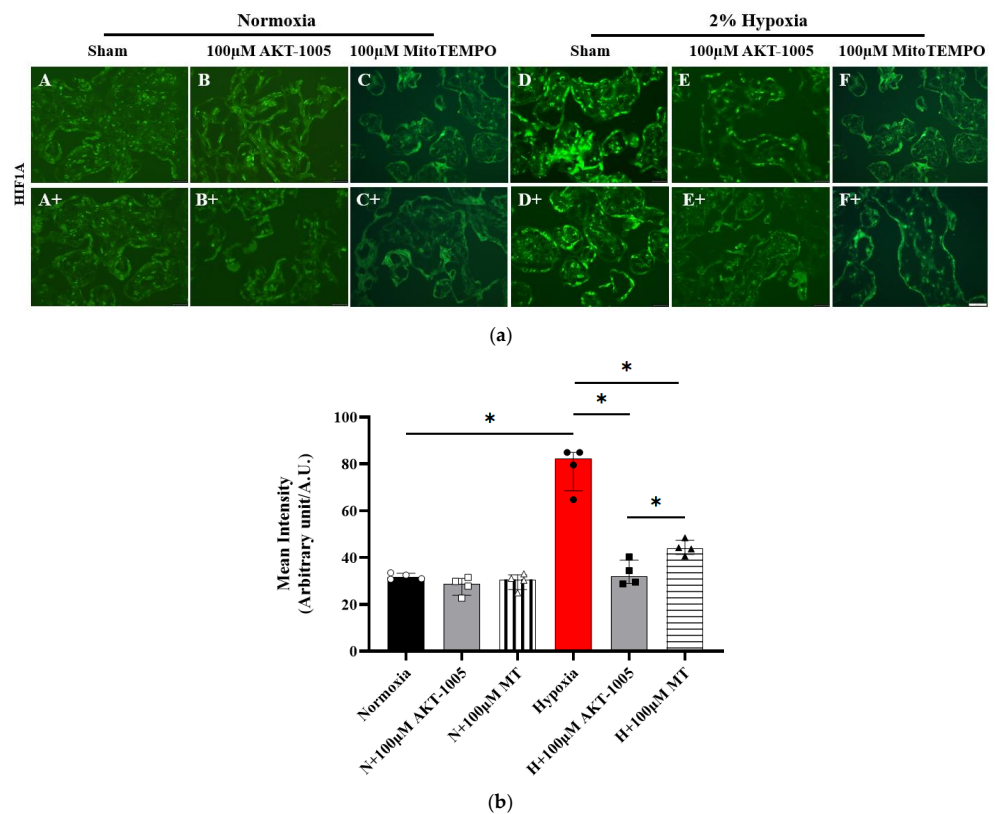 Normoxia 2% Hypoxia
Sham 100μM AKT-1005 100μM MitoTEMPO Sham 100μM AKT-1005 100μM MitoTEMPO
A B C D E F
HIF1A
A+ B+ C+ D+ E+ F+
(a)
*
*
*
*
100
80
60
40
20
0
Mean Intensity
(Arbitrary unit/A.U.)
Normoxia
N+100μM AKT-1005
N+100μM MT
Hypoxia
H+100μM AKT-1005
H+100μM MT
(b)